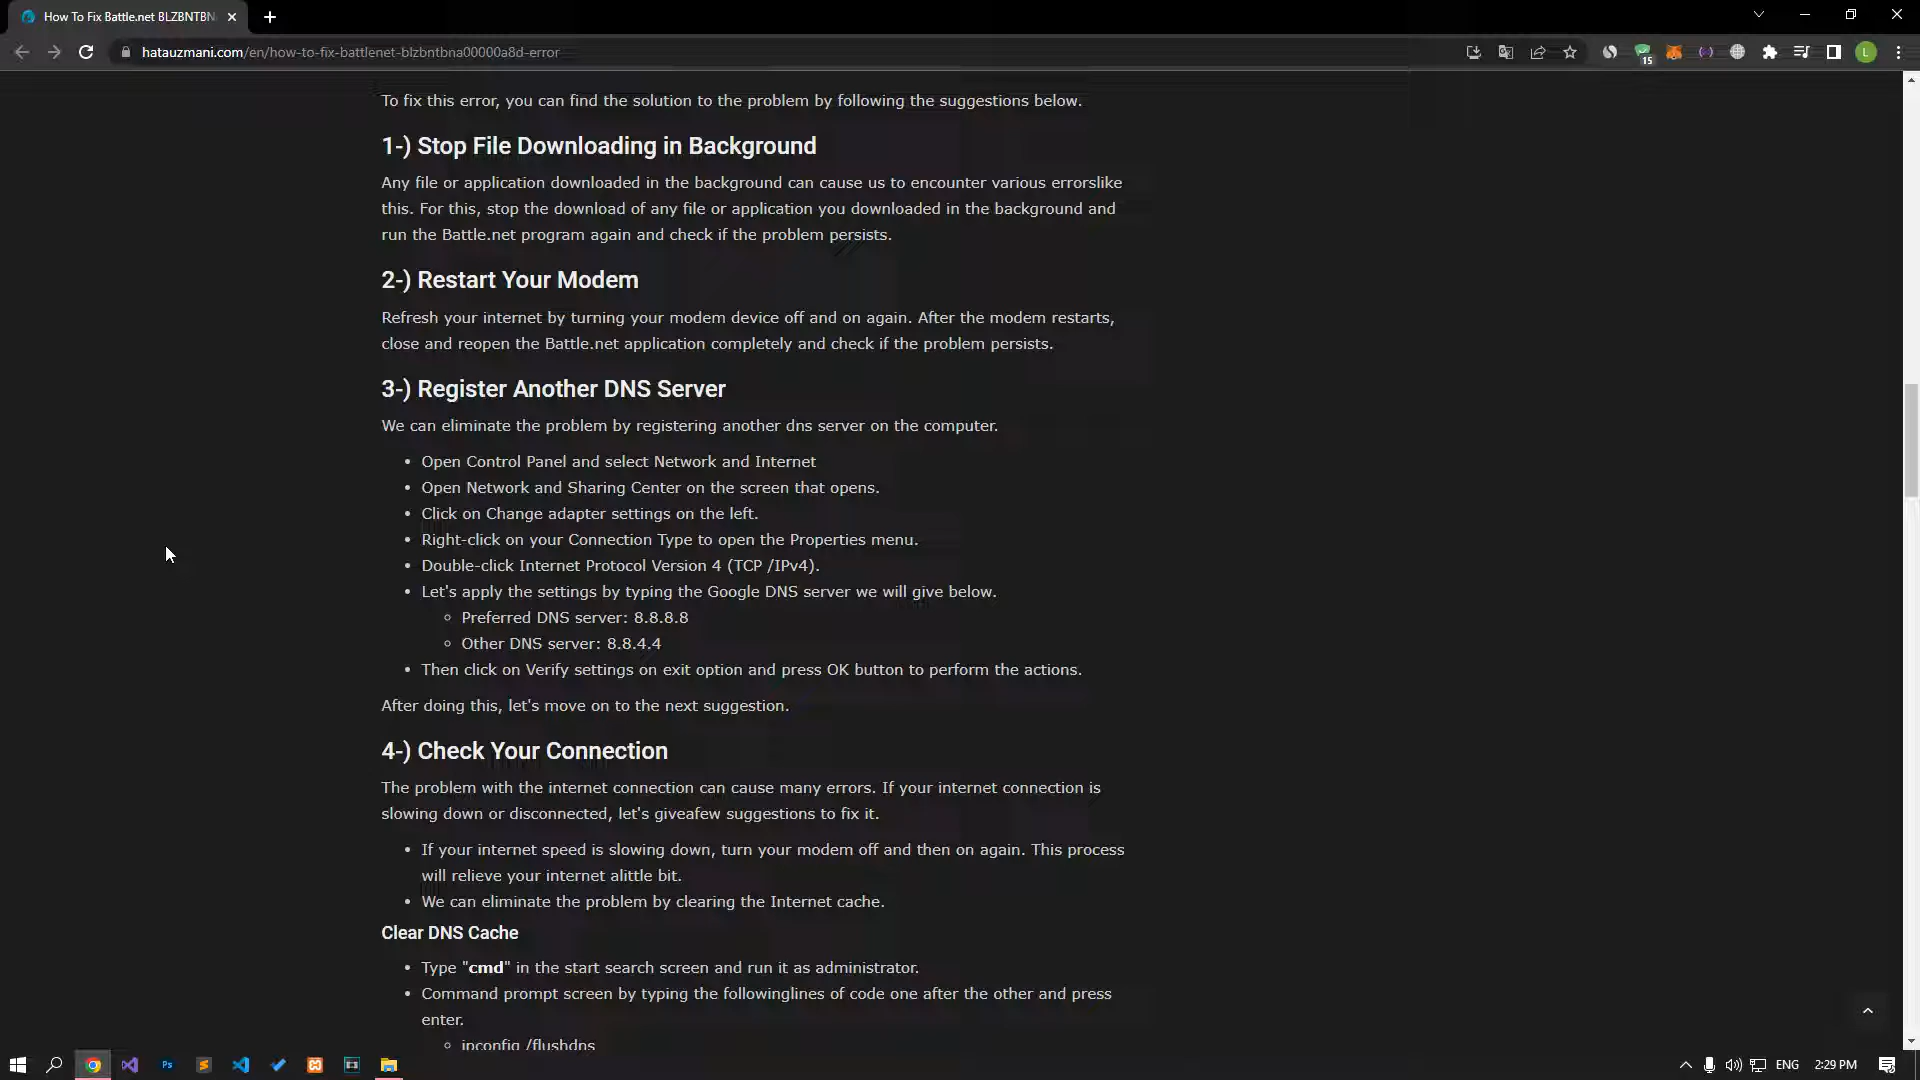 How To Fix Battle.net BLZBNTBN
hatauzmani.com/en/how-to-fix-battlenet-blzbntbna00000a8d-error
15
L
To fix this error, you can find the solution to the problem by following the suggestions below.
1-) Stop File Downloading in Background
Any file or application downloaded in the background can cause us to encounter various errorslike
this. For this, stop the download of any file or application you downloaded in the background and
run the Battle.net program again and check if the problem persists.
2-) Restart Your Modem
Refresh your internet by turning your modem device off and on again. After the modem restarts,
close and reopen the Battle.net application completely and check if the problem persists.
3-) Register Another DNS Server
We can eliminate the problem by registering another dns server on the computer.
• Open Control Panel and select Network and Internet
• Open Network and Sharing Center on the screen that opens.
• Click on Change adapter settings on the left.
• Right-click on your Connection Type to open the Properties menu.
• Double-click Internet Protocol Version 4 (TCP /IPv4).
• Let's apply the settings by typing the Google DNS server we will give below.
◦ Preferred DNS server: 8.8.8.8
◦ Other DNS server: 8.8.4.4
• Then click on Verify settings on exit option and press OK button to perform the actions.
After doing this, let's move on to the next suggestion.
4-) Check Your Connection
The problem with the internet connection can cause many errors. If your internet connection is
slowing down or disconnected, let's giveafew suggestions to fix it.
• If your internet speed is slowing down, turn your modem off and then on again. This process
will relieve your internet alittle bit.
• We can eliminate the problem by clearing the Internet cache.
Clear DNS Cache
• Type "cmd" in the start search screen and run it as administrator.
• Command prompt screen by typing the followinglines of code one after the other and press
enter.
◦ ipconfig /flushdns
Ps
ENG
2:29 PM